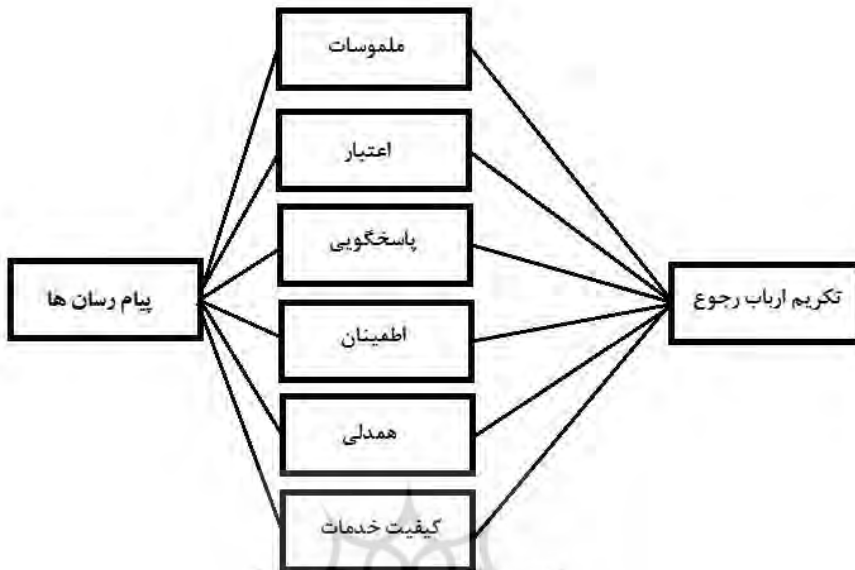 ملموسات
اعتبار
پاسخگویی
تکریم ارباب رجوع
پیام رسان ها
اطمینان
همدلی
کیفیت خدمات